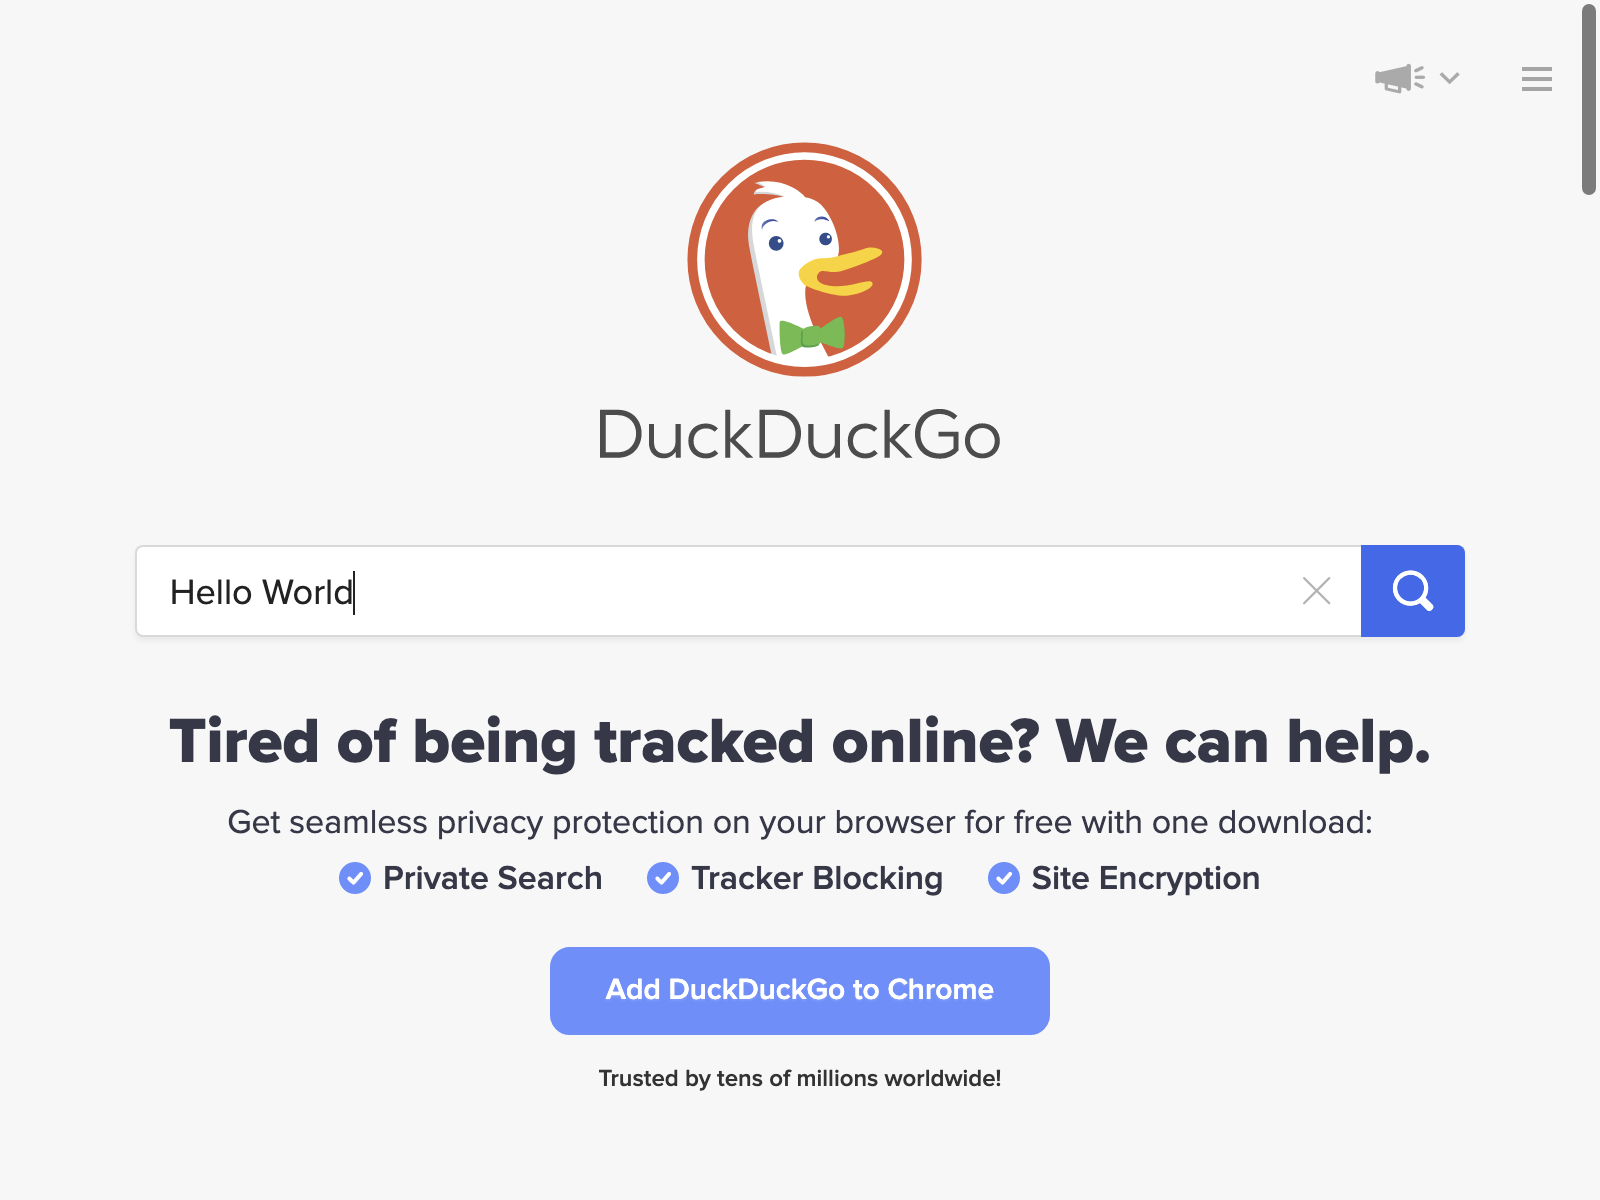 DuckDuckGo
Hello World
Tired of being tracked online? We can help.
Get seamless privacy protection on your browser for free with one download:
Private Search Tracker Blocking Site Encryption
Add DuckDuckGo to Chrome
Trusted by tens of millions worldwide!